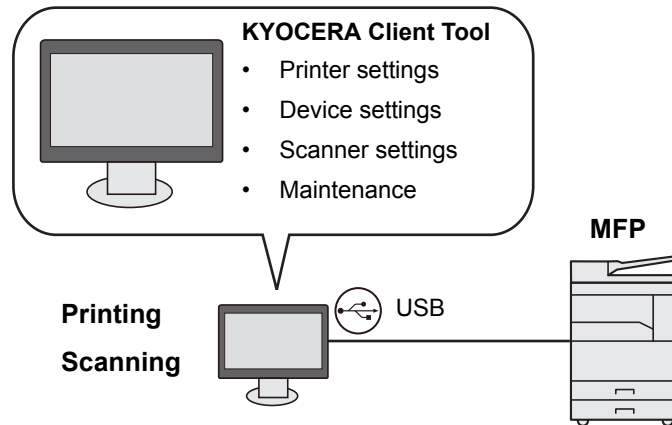 KYOCERA Client Tool
• Printer settings
• Device settings
• Scanner settings
• Maintenance
MFP
USB
Printing
Scanning